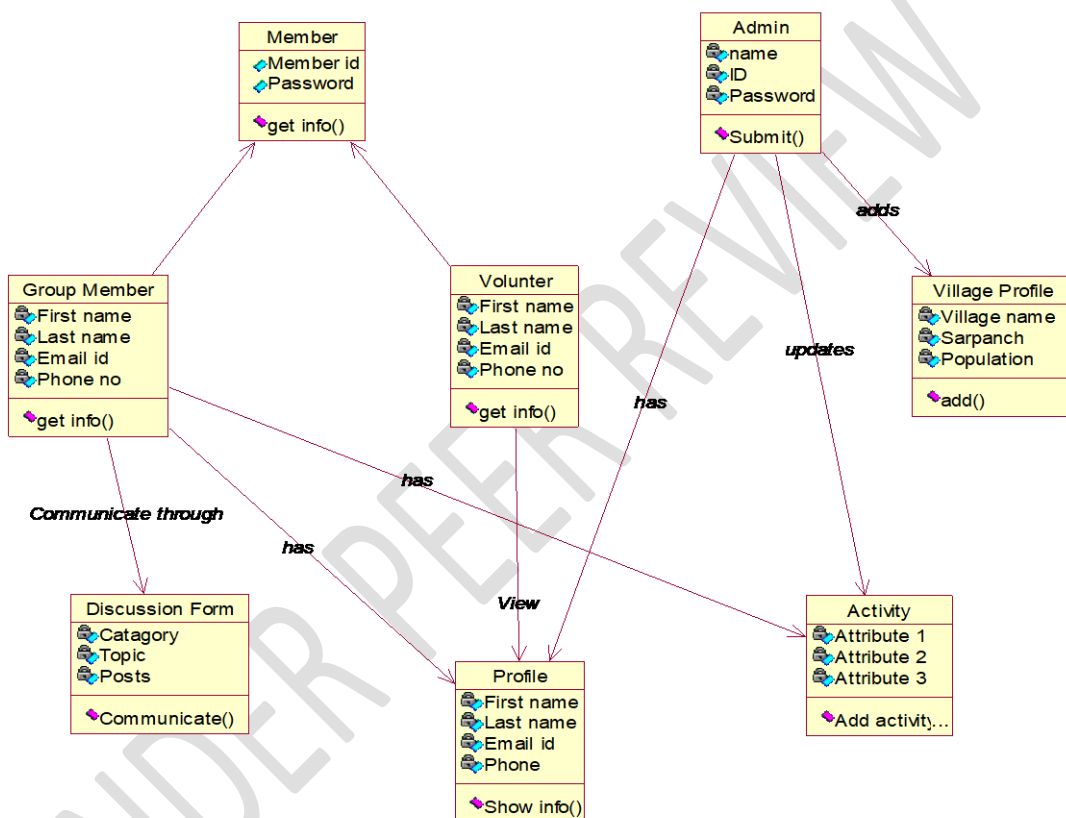 Member
Member id
Password
get info()
Admin
name
ID
Password
Submit()
adds
Group Member
First name
Last name
Email id
Phone no
get info()
Volunter
First name
Last name
Email id
Phone no
get info()
Village Profile
Village name
Sarpanch
Population
add()
updates
has
has
Communicate through
has
View
Discussion Form
Catagory
Topic
Posts
Communicate()
Profile
First name
Last name
Email id
Phone
Show info()
Activity
Attribute 1
Attribute 2
Attribute 3
Add activity...
NDER PEER REVIEW